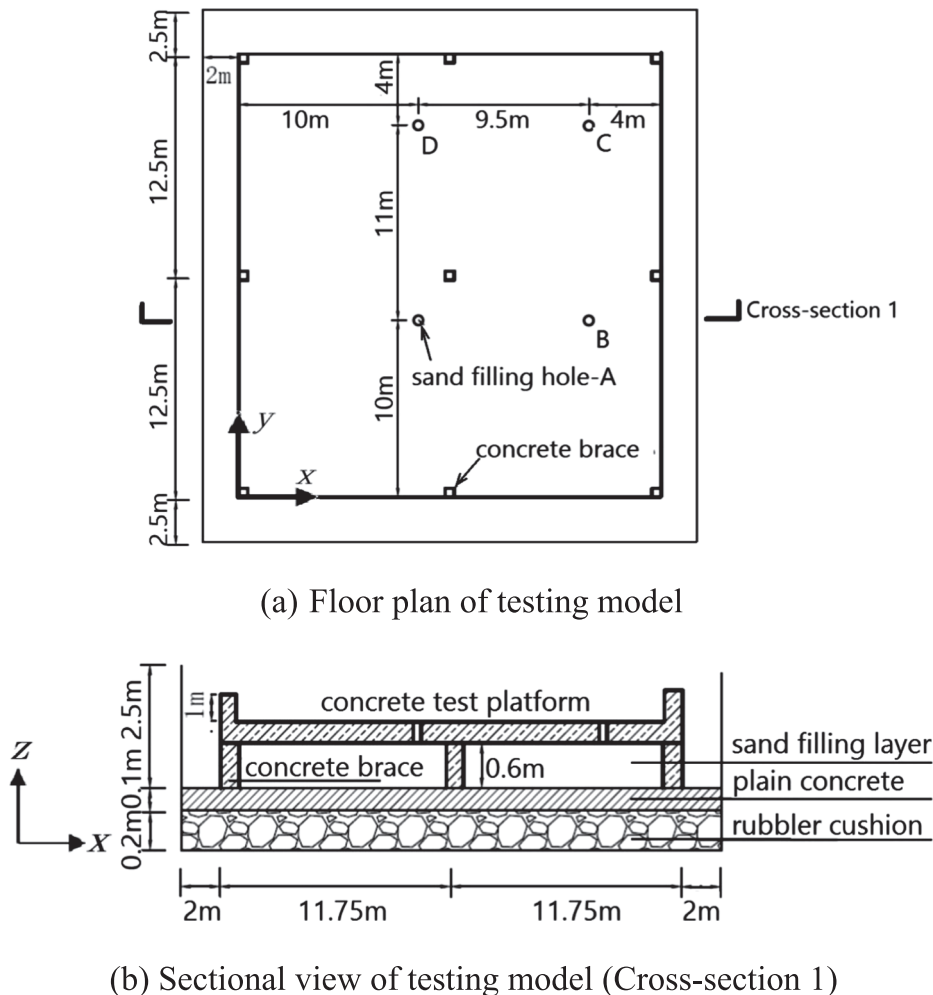 2.5m
2m
4m
10m
9.5m
4m
D
C
12.5m
11m
Cross-section 1
B
sand filling hole-A
12.5m
10m
y
concrete brace
x
2.5m
(a) Floor plan of testing model
2.5m
1m
concrete test platform
z
sand filling layer
concrete brace
0.6m
plain concrete
0.1m
rubbler cushion
x
0.2m
2m
11.75m
11.75m
2m
(b) Sectional view of testing model (Cross-section 1)